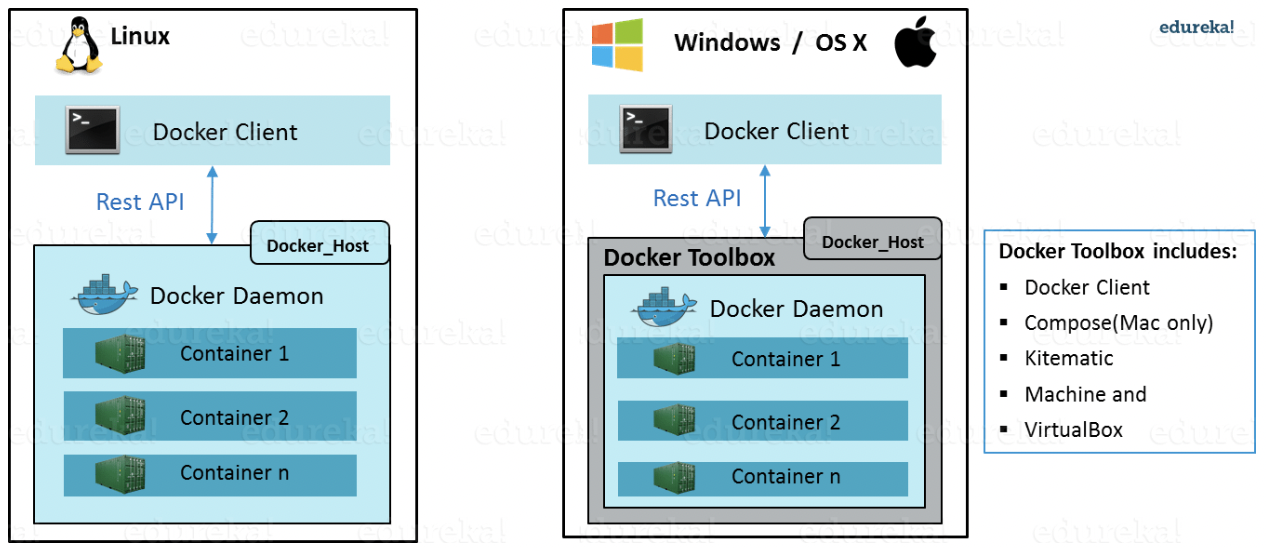 Linux
>_
Docker Client
Rest API
Docker_Host
Docker Daemon
Container 1
Container 2
Container n
Windows / OS X
>_
Docker Client
Rest API
Docker_Host
Docker Toolbox
Docker Daemon
Container 1
Container 2
Container n
edureka!
Docker Toolbox includes:
▪ Docker Client
▪ Compose(Mac only)
▪ Kitematic
▪ Machine and
▪ VirtualBox